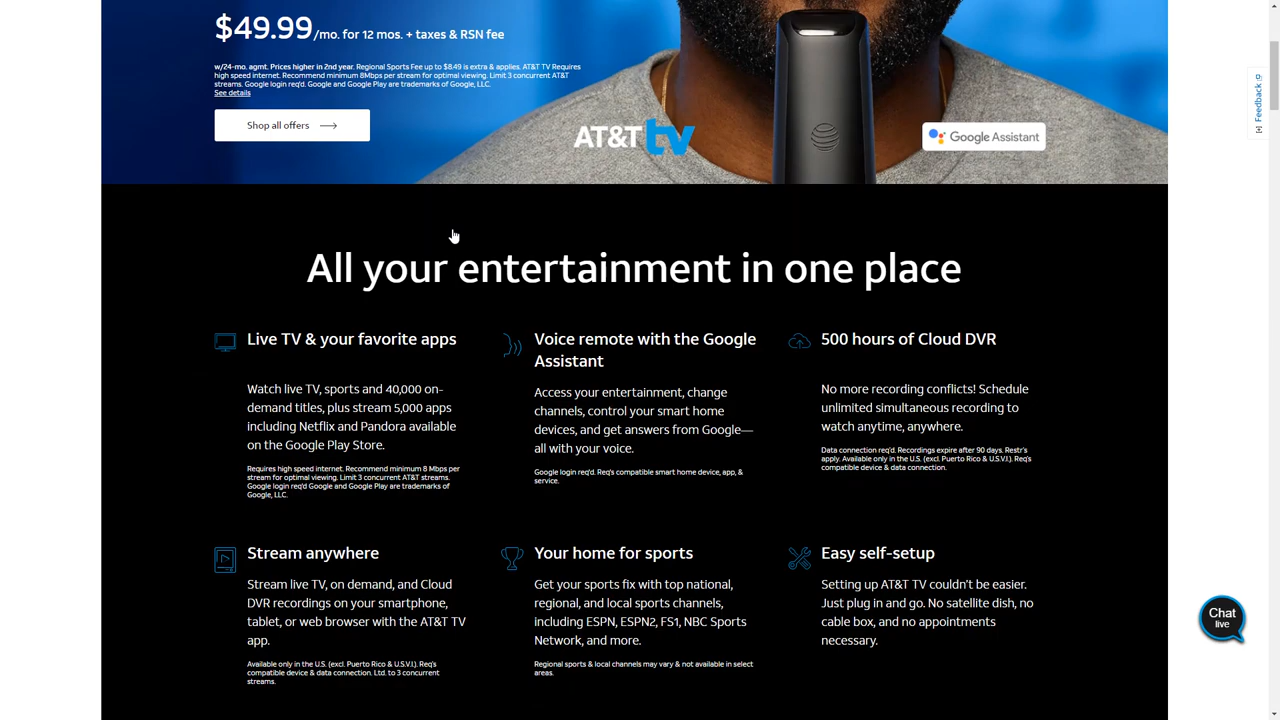 $49.99/mo. for 12 mos. + taxes & RSN fee
w/24-mo. agmt. Prices higher in 2nd year. Regional Sports Fee up to $8.49 is extra & applies. AT&T TV Requires
high speed internet. Recommend minimum 8Mbps per stream for optimal viewing. Limit 3 concurrent AT&T
streams. Google login req'd. Google and Google Play are trademarks of Google, LLC.
See details
Shop all offers
AT&T tv
Google Assistant
[+] Feedback
All your entertainment in one place
Live TV & your favorite apps
Watch live TV, sports and 40,000 on-
demand titles, plus stream 5,000 apps
including Netflix and Pandora available
on the Google Play Store.
Requires high speed internet. Recommend minimum 8 Mbps per
stream for optimal viewing. Limit 3 concurrent AT&T streams.
Google login req'd Google and Google Play are trademarks of
Google, LLC.
Voice remote with the Google
Assistant
Access your entertainment, change
channels, control your smart home
devices, and get answers from Google—
all with your voice.
Google login req'd. Req's compatible smart home device, app, &
service.
500 hours of Cloud DVR
No more recording conflicts! Schedule
unlimited simultaneous recording to
watch anytime, anywhere.
Data connection req'd. Recordings expire after 90 days. Restr's
apply. Available only in the U.S. (excl. Puerto Rico & U.S.V.I.). Req's
compatible device & data connection.
Stream anywhere
Stream live TV, on demand, and Cloud
DVR recordings on your smartphone,
tablet, or web browser with the AT&T TV
app.
Available only in the U.S. (excl. Puerto Rico & U.S.V.I.). Req's
compatible device & data connection. Ltd. to 3 concurrent
streams.
Your home for sports
Get your sports fix with top national,
regional, and local sports channels,
including ESPN, ESPN2, FS1, NBC Sports
Network, and more.
Regional sports & local channels may vary & not available in select
areas.
Easy self-setup
Setting up AT&T TV couldn't be easier.
Just plug in and go. No satellite dish, no
cable box, and no appointments
necessary.
Chat
live